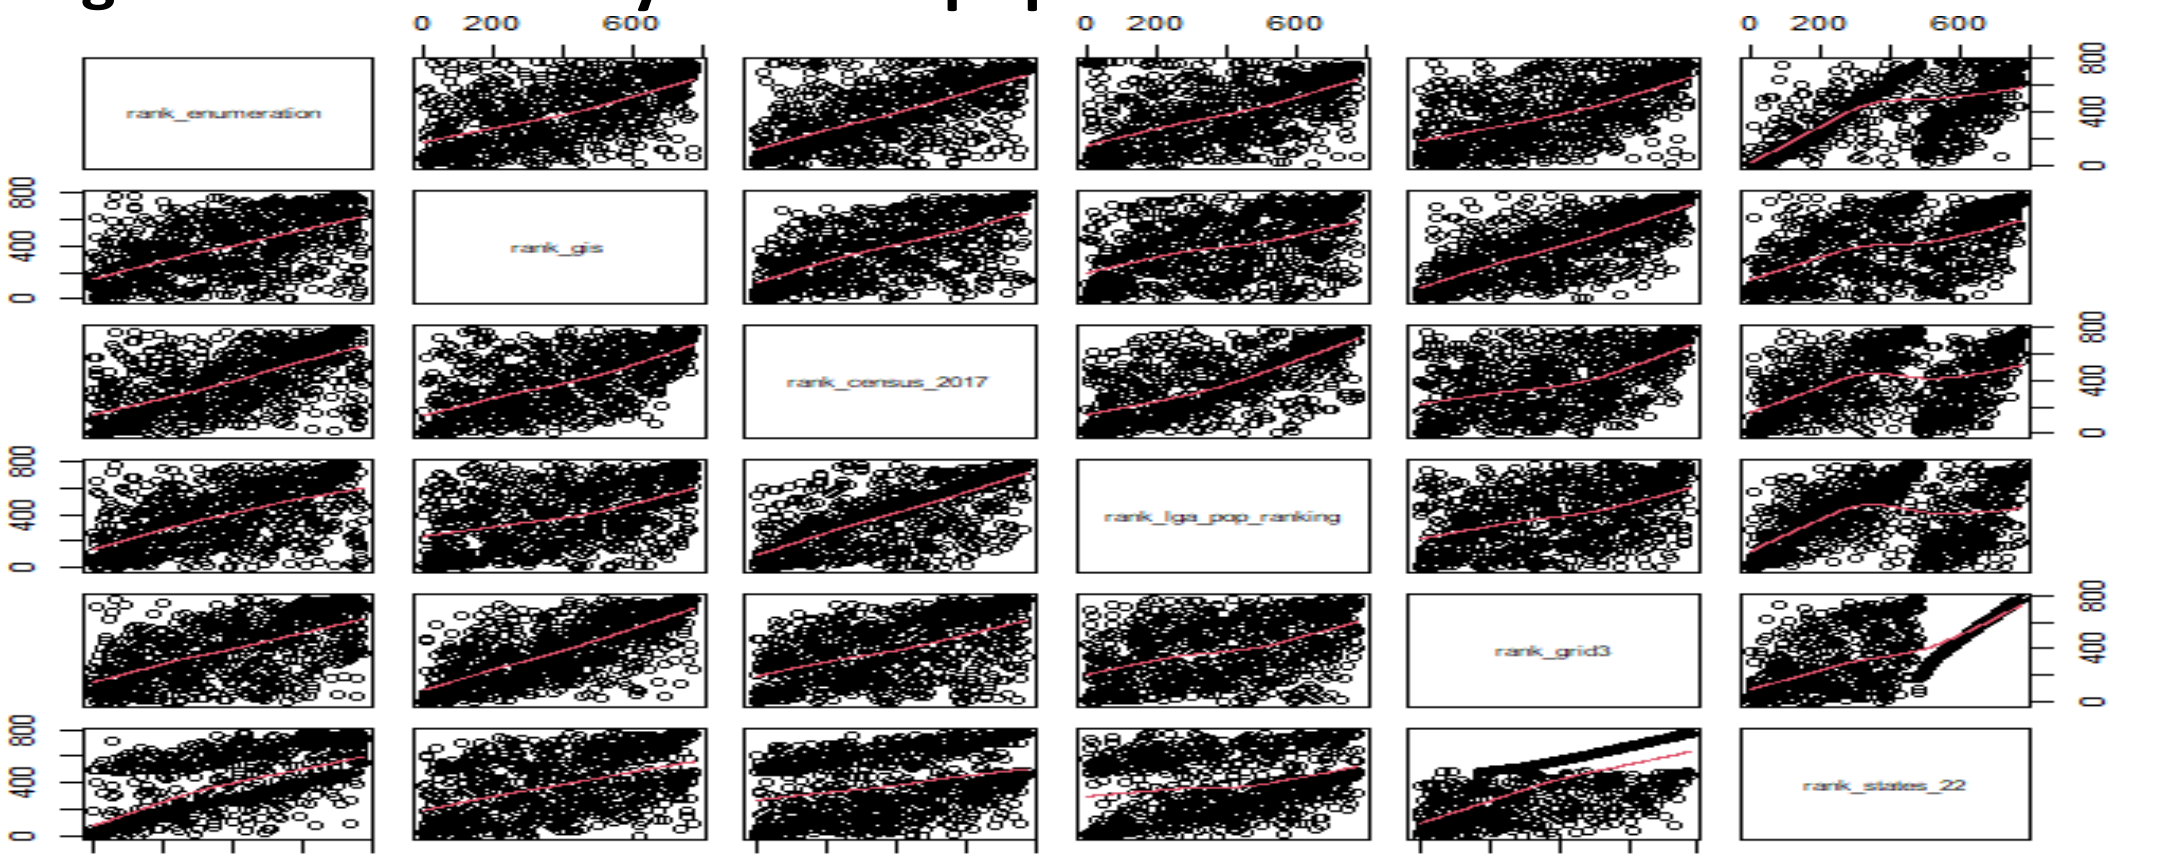 0 200 600 0 200 600 0 200 600
rank_enumeration
800 400 0
800 400 0
rank_gis
rank_census_2017
800 400 0
800 400 0
rank_lga_pop_ranking
rank_grid3
800 400 0
800 400 0
rank_states_22